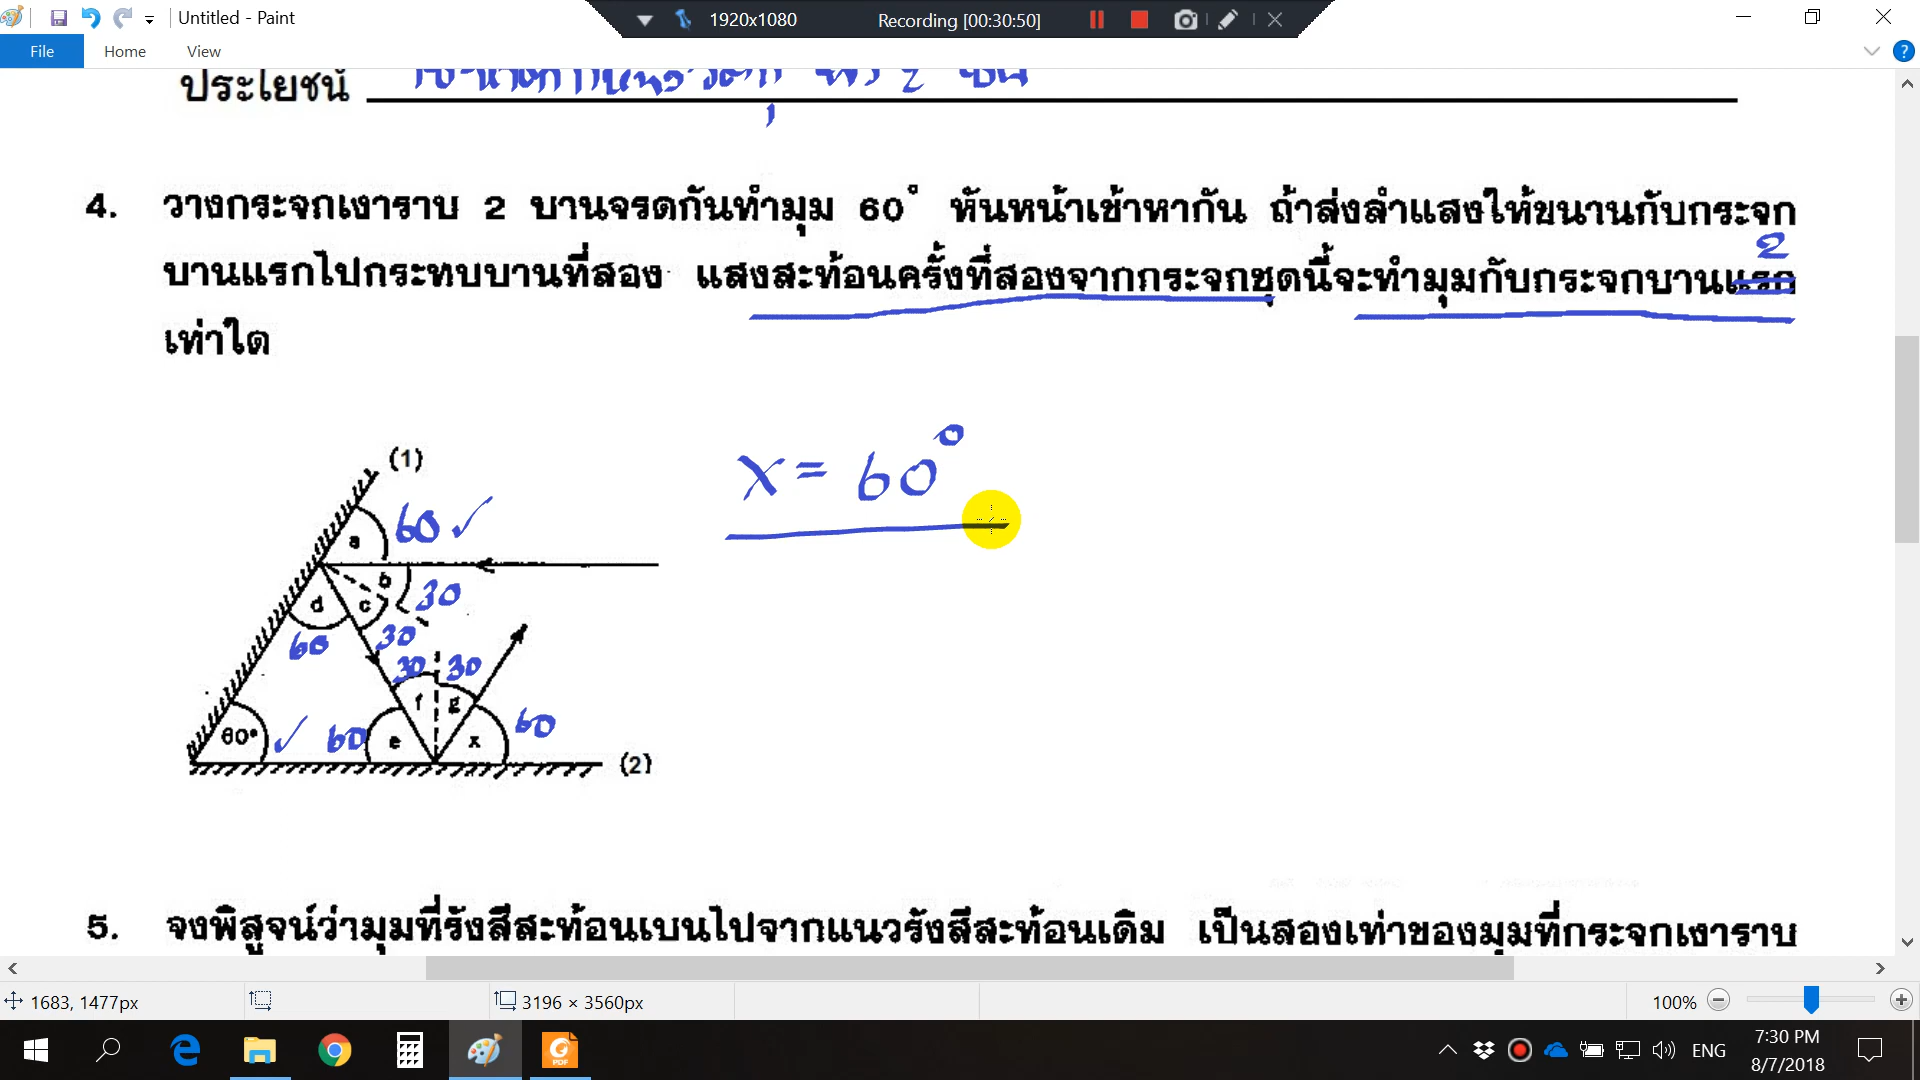 Untitled - Paint
1920x1080
Recording [00:30:50]
File
Home
View
ประโยชน์
4. วางกระจกเงาราบ 2 บานจรดกันทำมุม 60° หันหน้าเข้าหากัน ถ้าส่งลำแสงให้ขนานกับกระจก
2
บานแรกไปกระทบบานที่สอง แสงสะท้อนครั้งที่สองจากกระจกชุดนี้จะทำมุมกับกระจกบานแรก
เท่าใด
x = 60°
(1)
a 60 ✓
b 30
d c
60 30
30 30
f g
60° ✓ 60 e x 60
(2)
5. จงพิสูจน์ว่ามุมที่รังสีสะท้อนเบนไปจากแนวรังสีสะท้อนเดิม เป็นสองเท่าของมุมที่กระจกเงาราบ
1683, 1477px
3196 × 3560px
100%
PDF
ENG
7:30 PM
8/7/2018